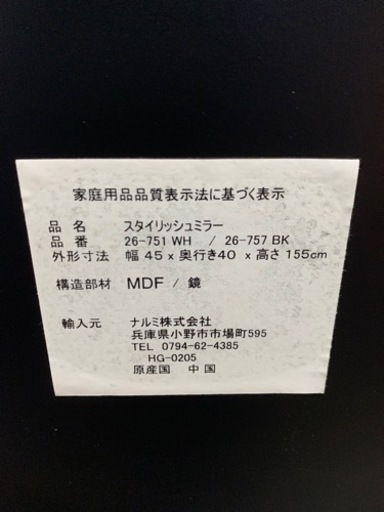 家庭用品品質表示法に基づく表示
品 名 スタイリッシュミラー
品 番 26-751 WH / 26-757 BK
外形寸法 幅 45 x 奥行き40 x 高さ 155cm
構造部材 MDF / 鏡
輸入元 ナルミ株式会社
兵庫県小野市市場町595
TEL 0794-62-4385
HG-0205
原産国 中 国